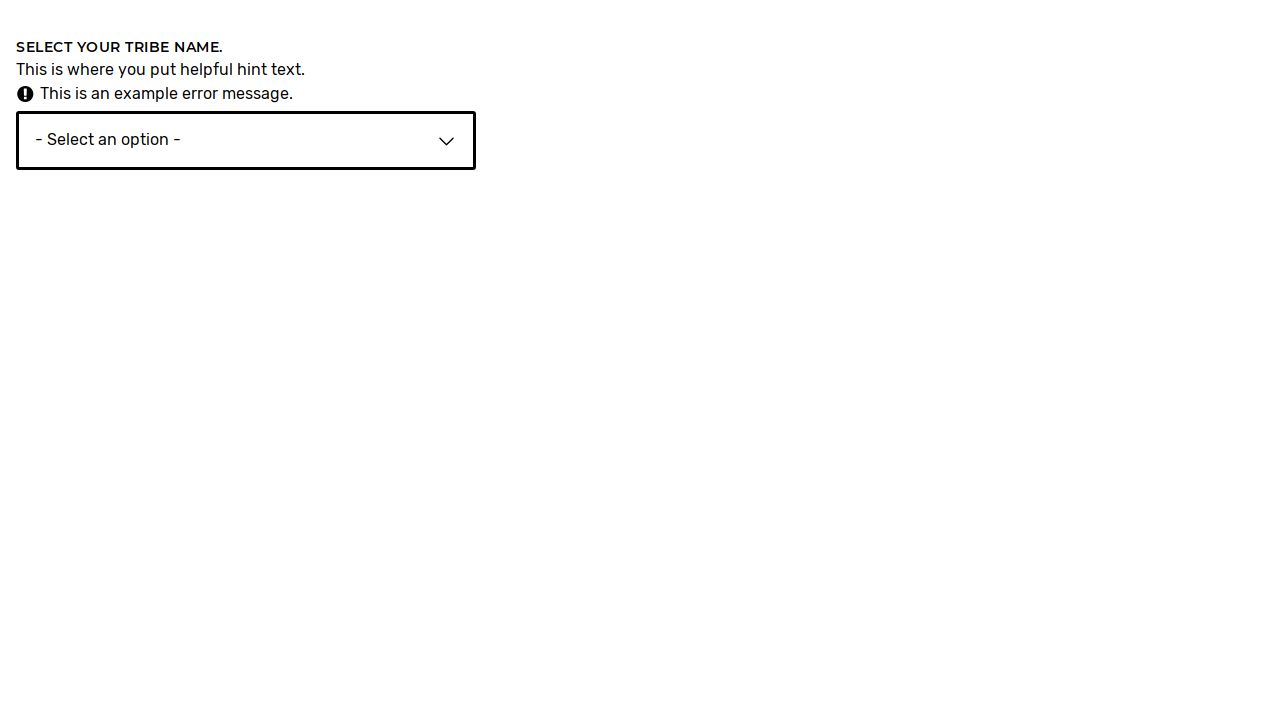 SELECT YOUR TRIBE NAME.
This is where you put helpful hint text.
This is an example error message.
- Select an option -